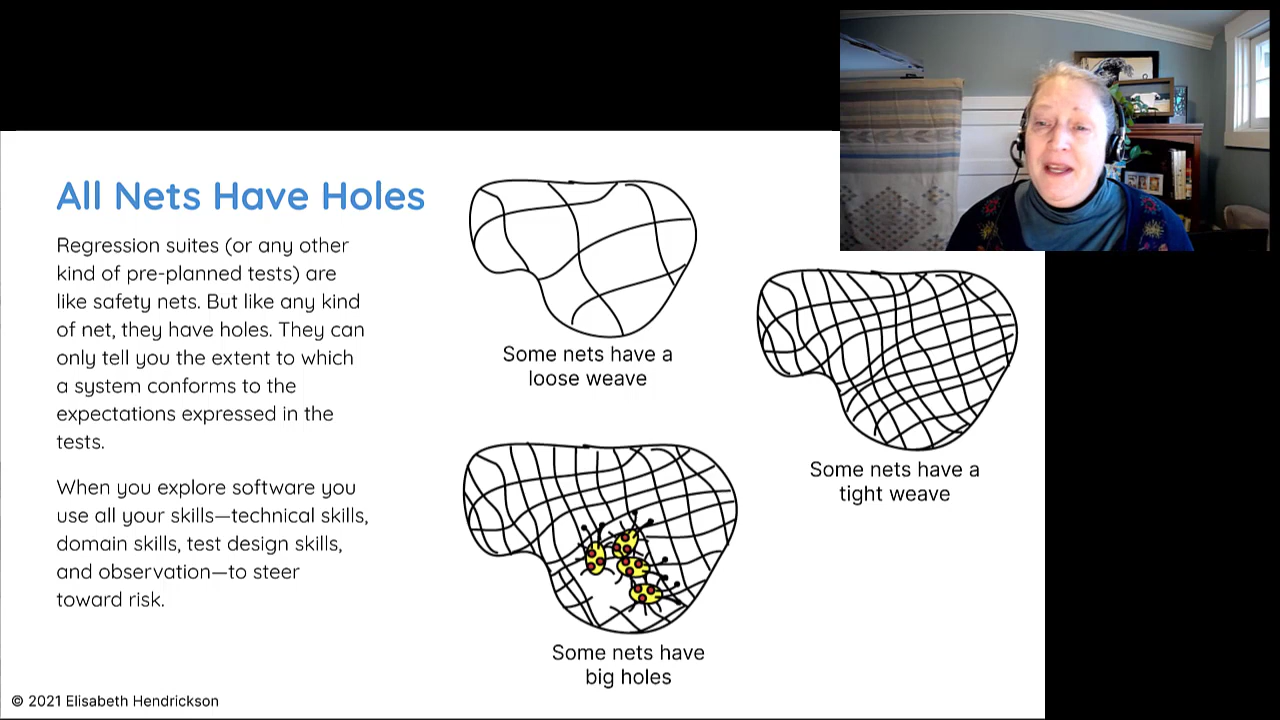 All Nets Have Holes
Regression suites (or any other
kind of pre-planned tests) are
like safety nets. But like any kind
of net, they have holes. They can
only tell you the extent to which
a system conforms to the
expectations expressed in the
tests.
When you explore software you
use all your skills—technical skills,
domain skills, test design skills,
and observation—to steer
toward risk.
Some nets have a
loose weave
Some nets have a
tight weave
Some nets have
big holes
© 2021 Elisabeth Hendrickson